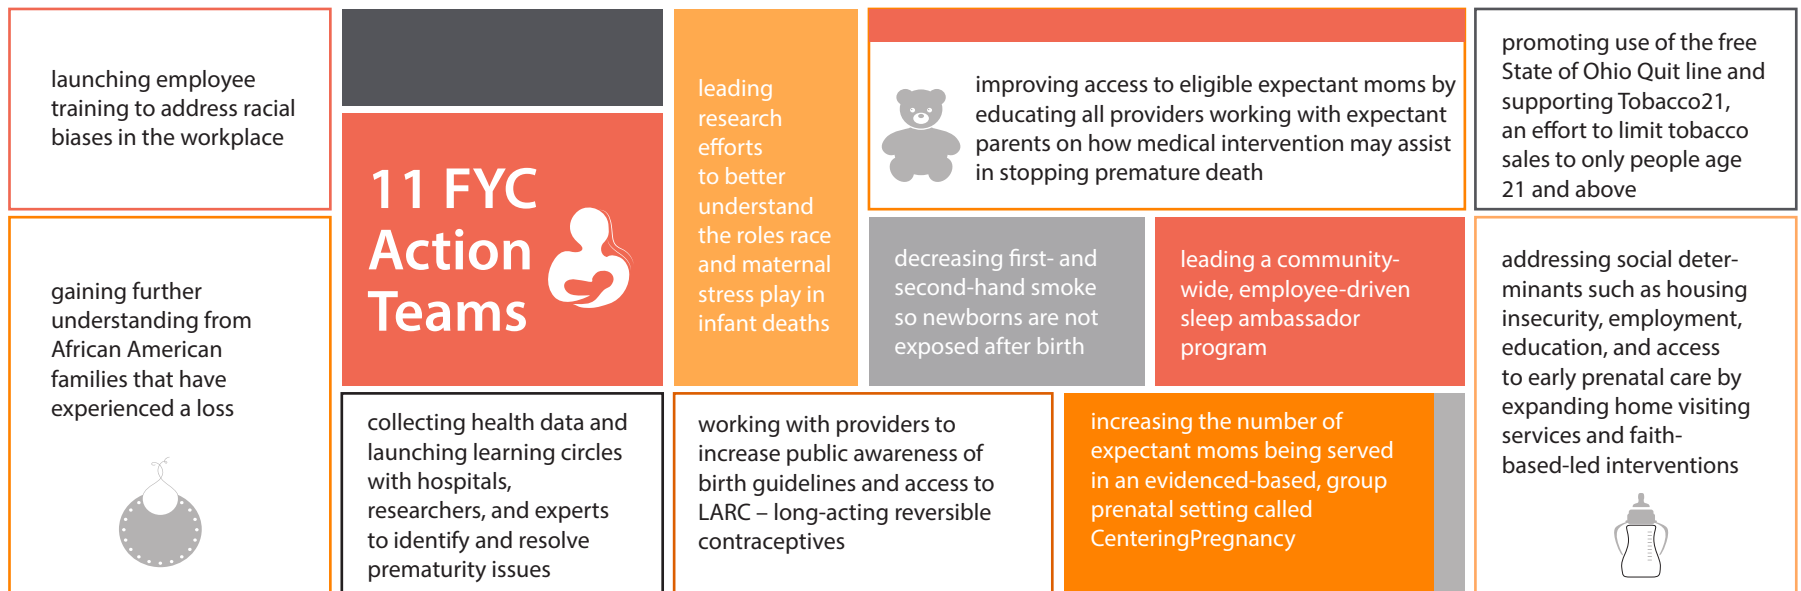 launching employee
training to address racial
biases in the workplace
gaining further
understanding from
African American
families that have
experienced a loss
11 FYC
Action
Teams
collecting health data and
launching learning circles
with hospitals,
researchers, and experts
to identify and resolve
prematurity issues
leading
research
efforts
to better
understand
the roles race
and maternal
stress play in
infant deaths
working with providers to
increase public awareness of
birth guidelines and access to
LARC – long-acting reversible
contraceptives
improving access to eligible expectant moms by
educating all providers working with expectant
parents on how medical intervention may assist
in stopping premature death
decreasing first- and
second-hand smoke
so newborns are not
exposed after birth
leading a community-
wide, employee-driven
sleep ambassador
program
increasing the number of
expectant moms being served
in an evidenced-based, group
prenatal setting called
CenteringPregnancy
promoting use of the free
State of Ohio Quit line and
supporting Tobacco21,
an effort to limit tobacco
sales to only people age
21 and above
addressing social deter-
minants such as housing
insecurity, employment,
education, and access
to early prenatal care by
expanding home visiting
services and faith-
based-led interventions